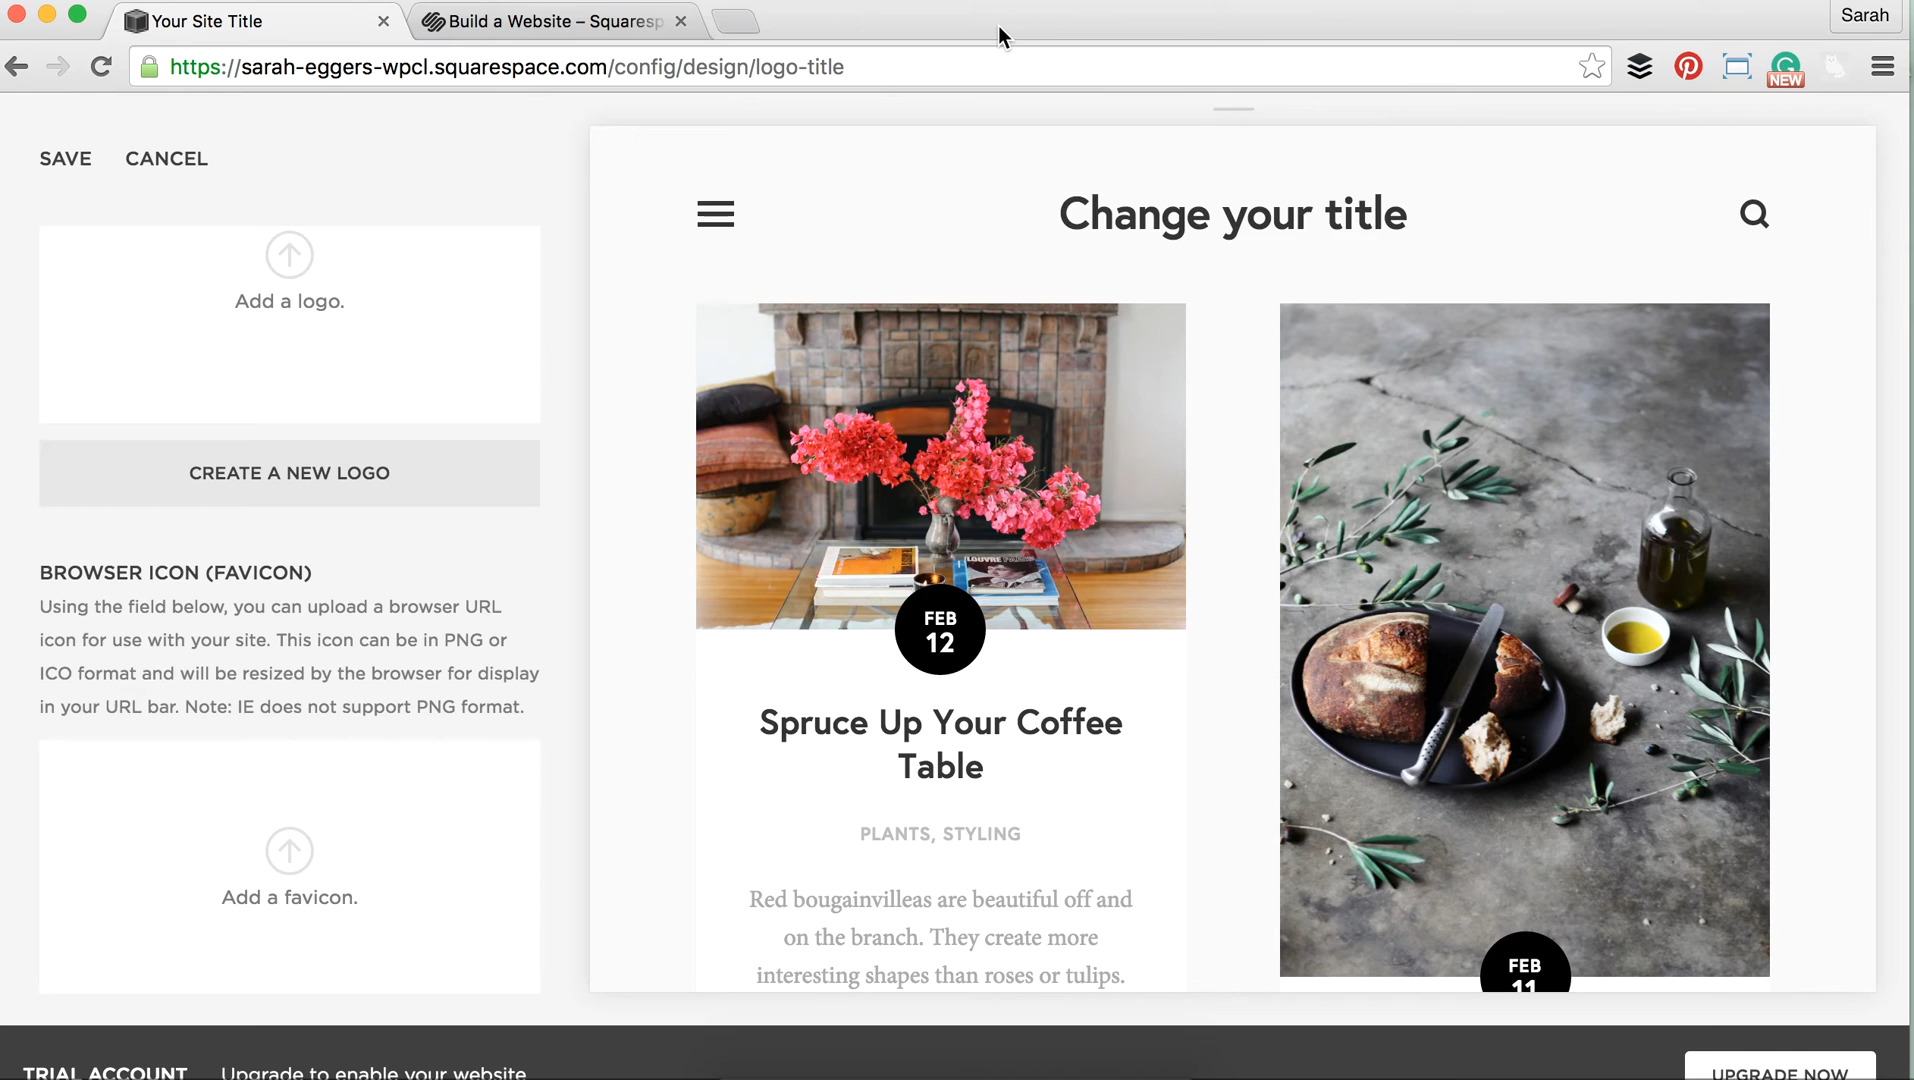 Your Site Title
Build a Website – Squaresp
Sarah
https://sarah-eggers-wpcl.squarespace.com/config/design/logo-title
NEW
SAVE CANCEL
Add a logo.
CREATE A NEW LOGO
BROWSER ICON (FAVICON)
Using the field below, you can upload a browser URL
icon for use with your site. This icon can be in PNG or
ICO format and will be resized by the browser for display
in your URL bar. Note: IE does not support PNG format.
Add a favicon.
Change your title
LOUVRE
FEB
12
Spruce Up Your Coffee
Table
PLANTS, STYLING
Red bougainvilleas are beautiful off and
on the branch. They create more
interesting shapes than roses or tulips.
FEB
11
TRIAL ACCOUNT Upgrade to enable your website
UPGRADE NOW